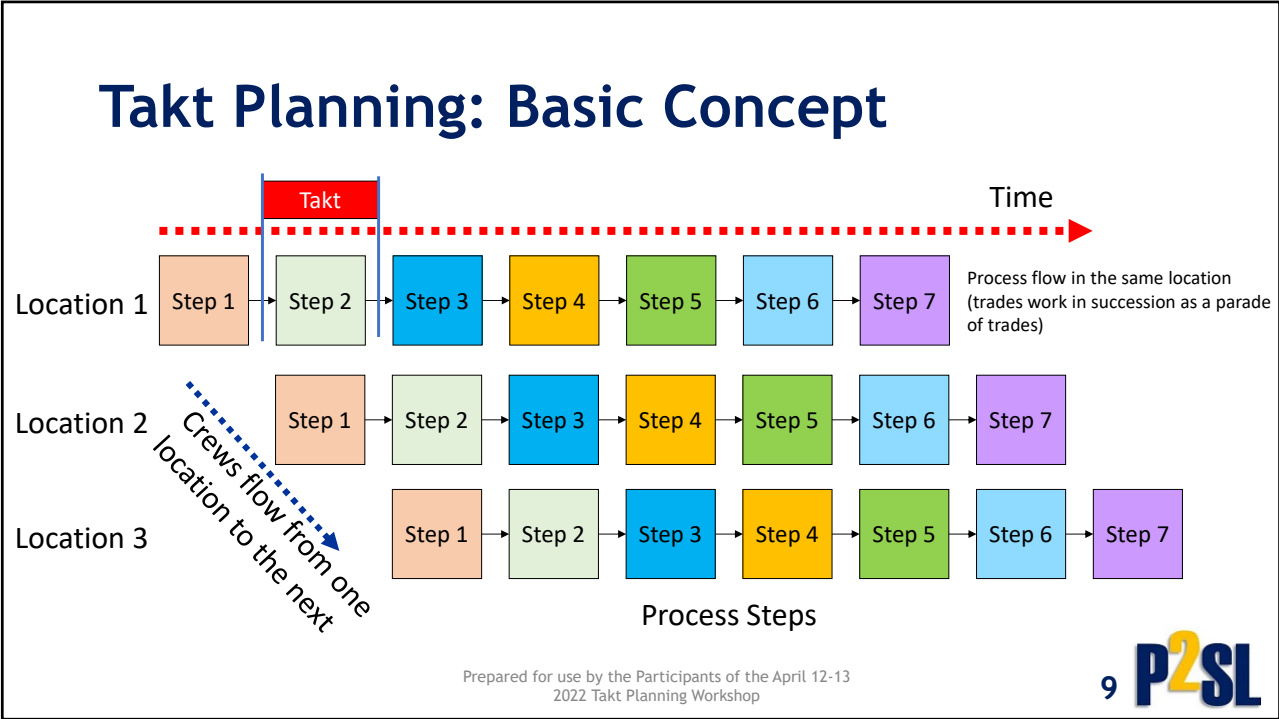 Takt Planning: Basic Concept
Takt
Time
Location 1
Step 1
Step 2
Step 3
Step 4
Step 5
Step 6
Step 7
Process flow in the same location
(trades work in succession as a parade
of trades)
Location 2
Step 1
Step 2
Step 3
Step 4
Step 5
Step 6
Step 7
Crews flow from one
location to the next
Location 3
Step 1
Step 2
Step 3
Step 4
Step 5
Step 6
Step 7
Process Steps
Prepared for use by the Participants of the April 12-13
2022 Takt Planning Workshop
9
P2SL